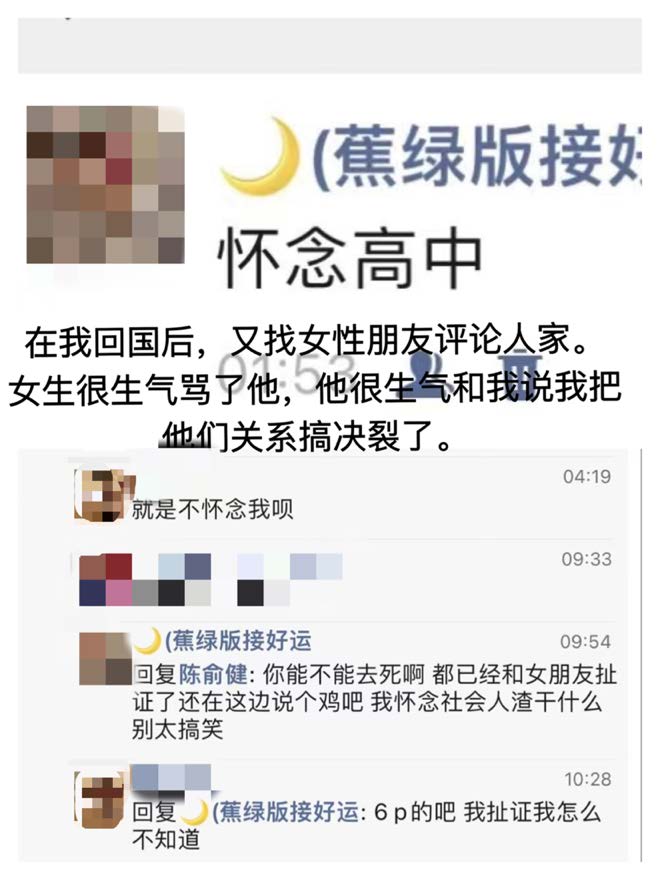 🌙(蕉绿版接好
怀念高中
在我回国后，又找女性朋友评论人家。
01:53
女生很生气骂了他，他很生气和我说我把
他们关系搞决裂了。
04:19
就是不怀念我呗
09:33
🌙(蕉绿版接好运
09:54
回复陈俞健: 你能不能去死啊 都已经和女朋友扯
证了还在这边说个鸡吧 我怀念社会人渣干什么
别太搞笑
10:28
回复🌙(蕉绿版接好运: 6p的吧 我扯证我怎么
不知道